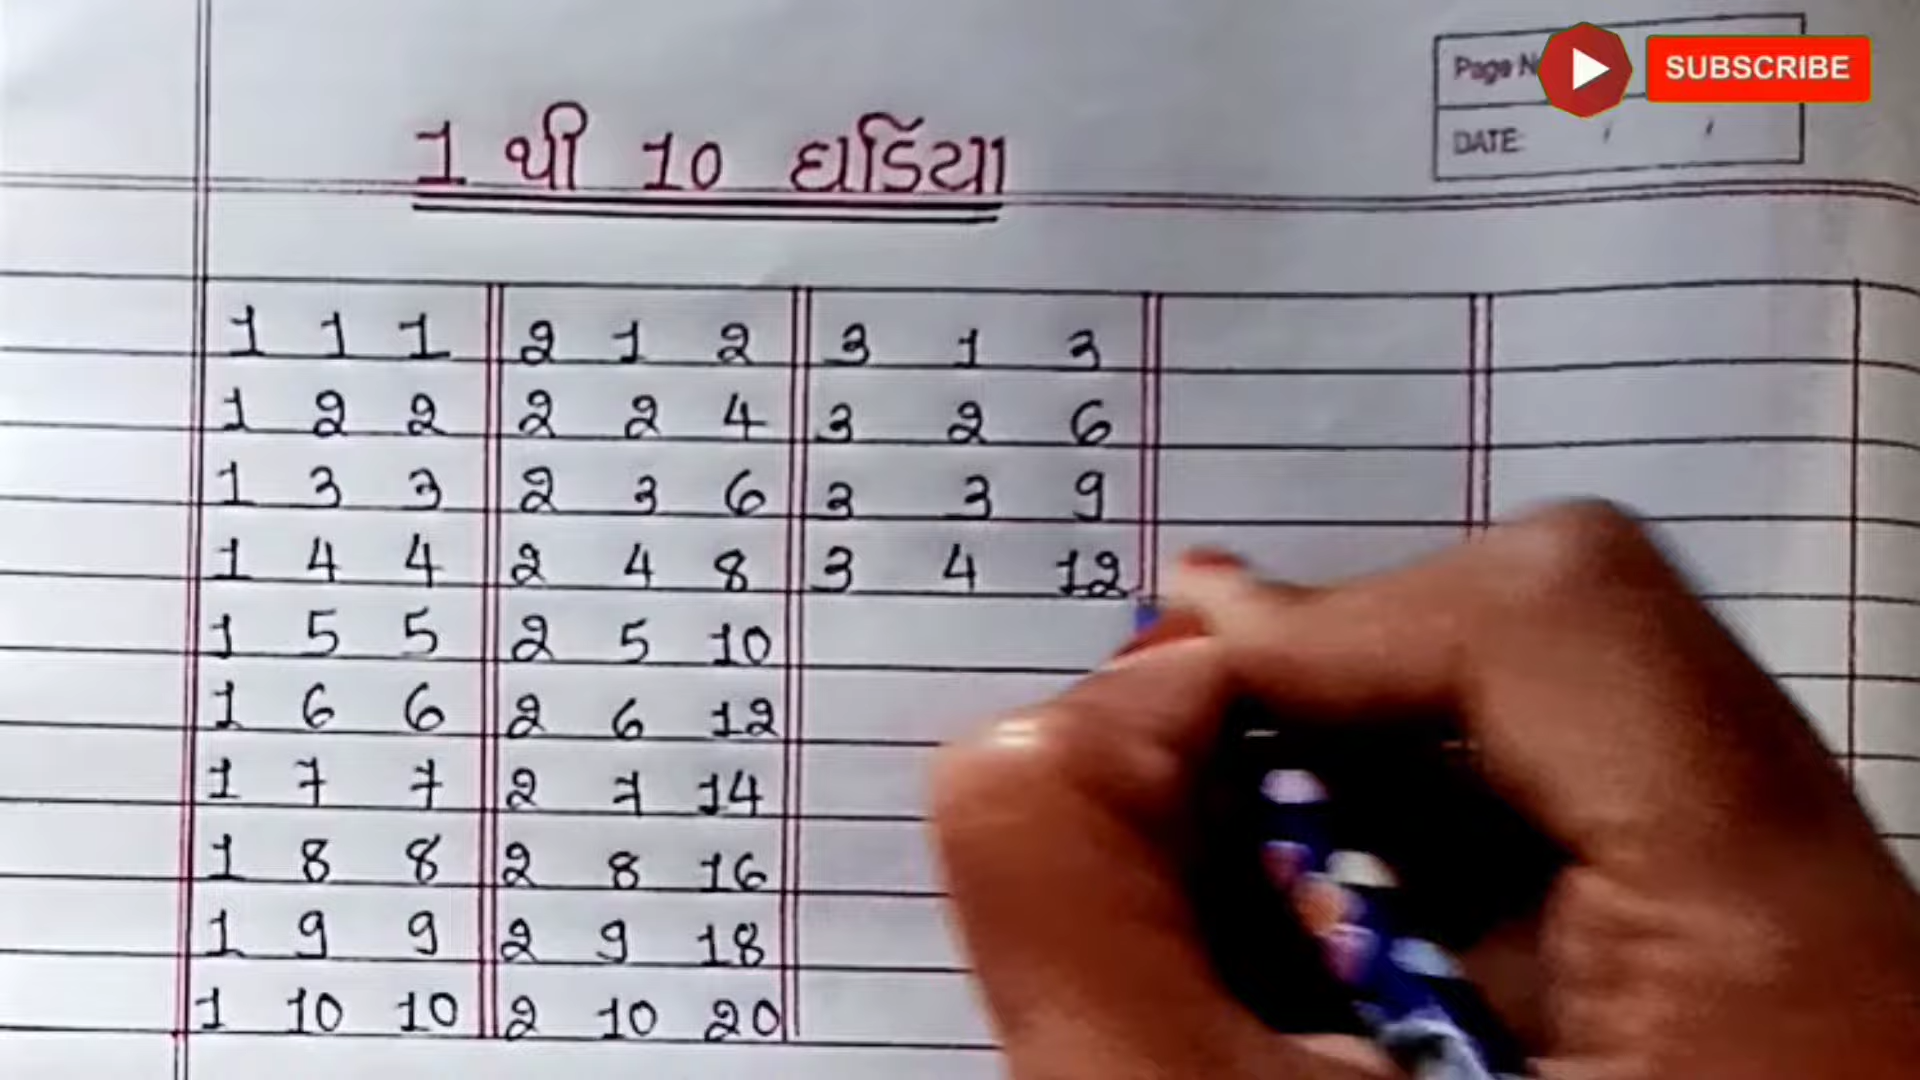 Page N
SUBSCRIBE
DATE:
1 થી 10 ઘડિયા
1 1 1 2 1 2 3 1 3
1 2 2 2 2 4 3 2 6
1 3 3 2 3 6 3 3 9
1 4 4 2 4 8 3 4 12
1 5 5 2 5 10
1 6 6 2 6 12
1 7 7 2 7 14
1 8 8 2 8 16
1 9 9 2 9 18
1 10 10 2 10 20